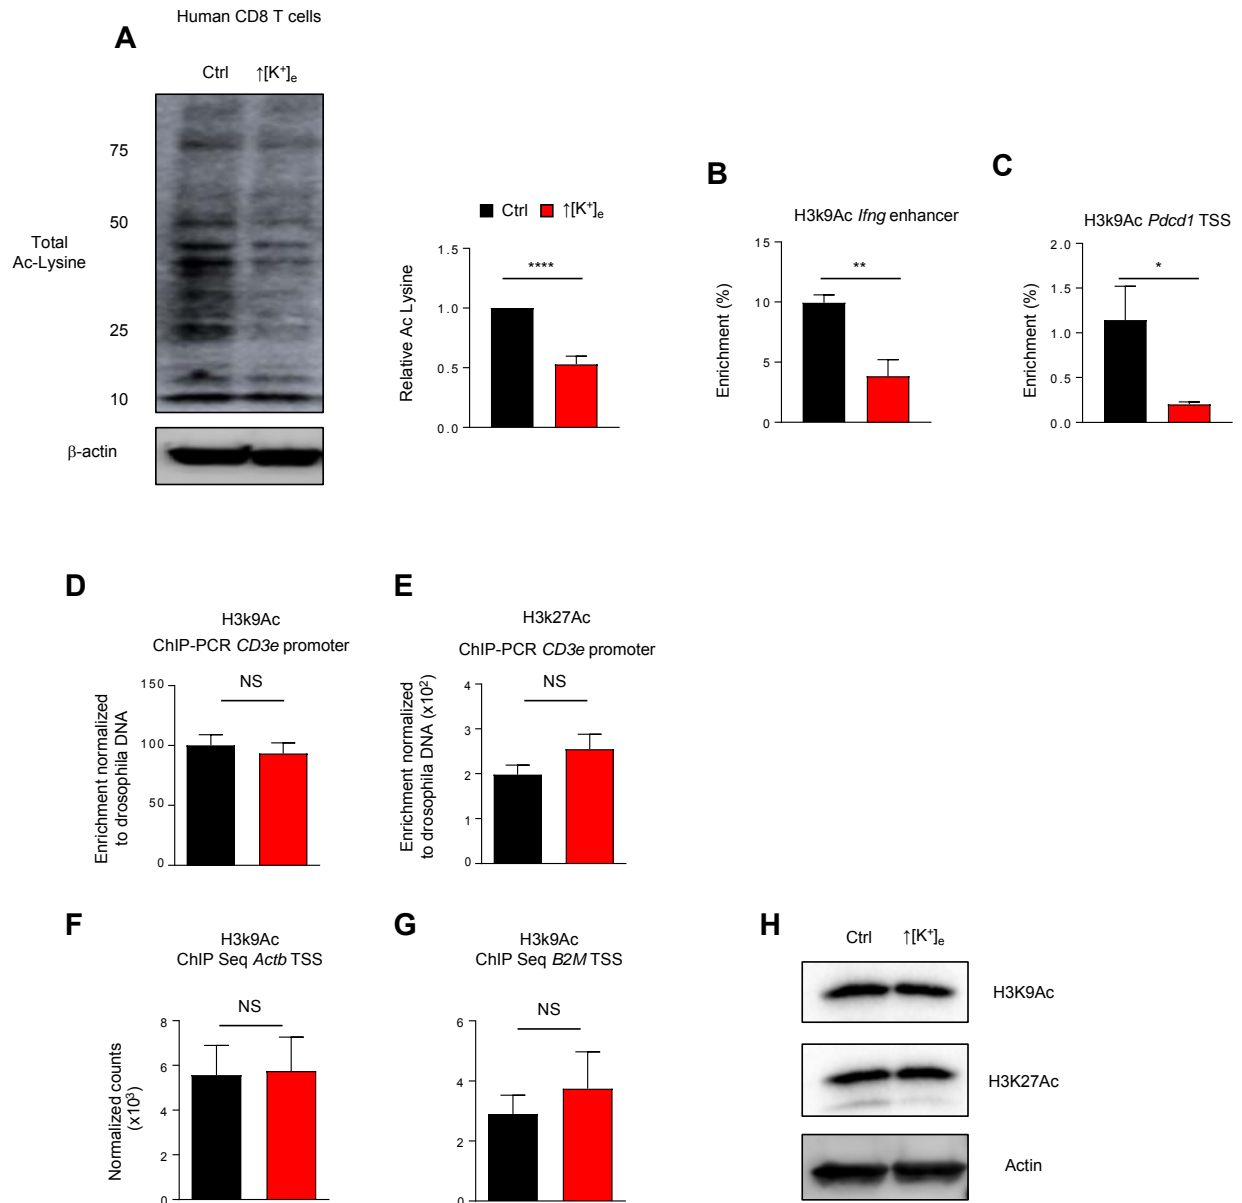 Human CD8 T cells
A
Ctrl ↑[K⁺]ₑ
75
50
Total
Ac-Lysine
25
10
β-actin
Ctrl ↑[K⁺]ₑ
Relative Ac Lysine
1.5
1.0
0.5
0.0
****
B
H3k9Ac Ifng enhancer
Enrichment (%)
15
10
5
0
**
C
H3k9Ac Pdcd1 TSS
Enrichment (%)
2.0
1.5
1.0
0.5
0.0
*
D
H3k9Ac
ChIP-PCR CD3e promoter
Enrichment normalized
to drosophila DNA
150
100
50
0
NS
E
H3k27Ac
ChIP-PCR CD3e promoter
Enrichment normalized
to drosophila DNA (x10²)
4
3
2
1
0
NS
F
H3k9Ac
ChIP Seq Actb TSS
Normalized counts
(x10³)
8
6
4
2
0
NS
G
H3k9Ac
ChIP Seq B2M TSS
6
4
2
0
NS
H
Ctrl ↑[K⁺]ₑ
H3K9Ac
H3K27Ac
Actin